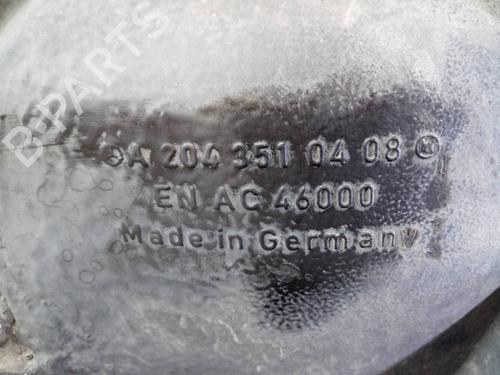 B-PARTS
A 204 351 04 08
EN AC 46000
Made in Germany